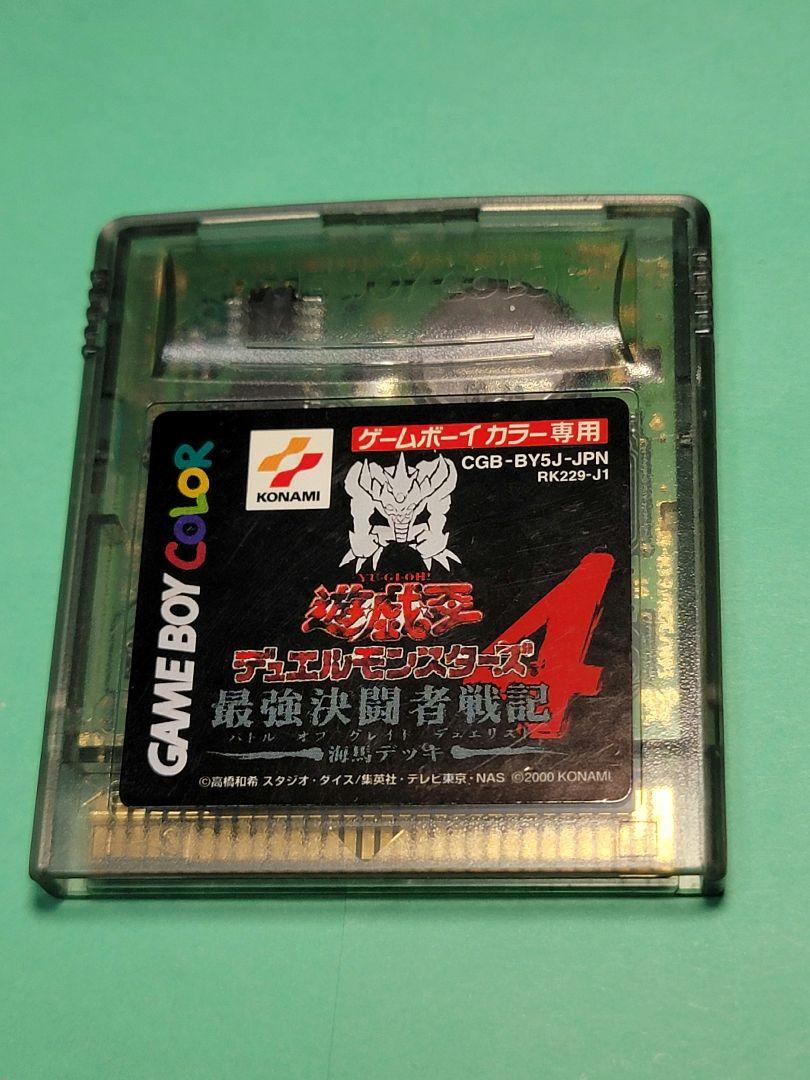 GAME BOY COLOR
KONAMI
ゲームボーイカラー専用
CGB-BY5J-JPN
RK229-J1
YU-GI-OH!
遊戯王
デュエルモンスターズ4
最強決闘者戦記
バトル オブ グレイト デュエリスト
海馬デッキ
©高橋和希 スタジオ・ダイス/集英社・テレビ東京・NAS ©2000 KONAMI